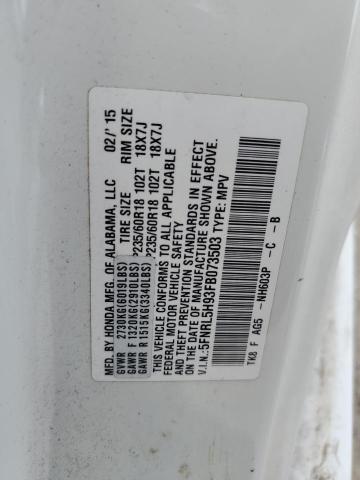 MFD. BY HONDA MFG. OF ALABAMA, LLC 02/'15
GVWR 2730KG(6019LBS) TIRE SIZE RIM SIZE
GAWR F 1320KG(2910LBS) P235/60R18 102T 18X7J
GAWR R 1515KG(3340LBS) P235/60R18 102T 18X7J
THIS VEHICLE CONFORMS TO ALL APPLICABLE
FEDERAL MOTOR VEHICLE SAFETY
AND THEFT PREVENTION STANDARDS IN EFFECT
ON THE DATE OF MANUFACTURE SHOWN ABOVE.
V.I.N.: 5FNRL5H93FB073503 TYPE: MPV
TK8 F AG5 -NH603P -C -B